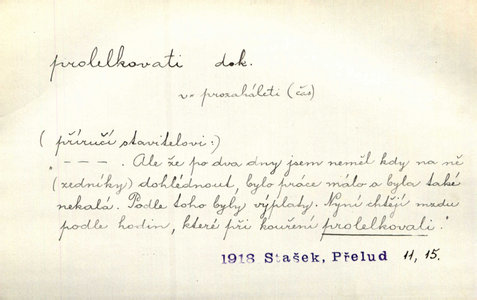 prolelkovati dok.
v. prozaháleti (čas)
(příručí stavitelovi:)
„ – – – . Ale že po dva dny jsem neměl kdy na ně
(zedníky) dohlédnout, bylo práce málo a byla také
nekalá. Podle toho byly výplaty. Nyní chtějí mzdu
podle hodin, které při kouření prolelkovali.“
1918 Stašek, Přelud 11, 15.